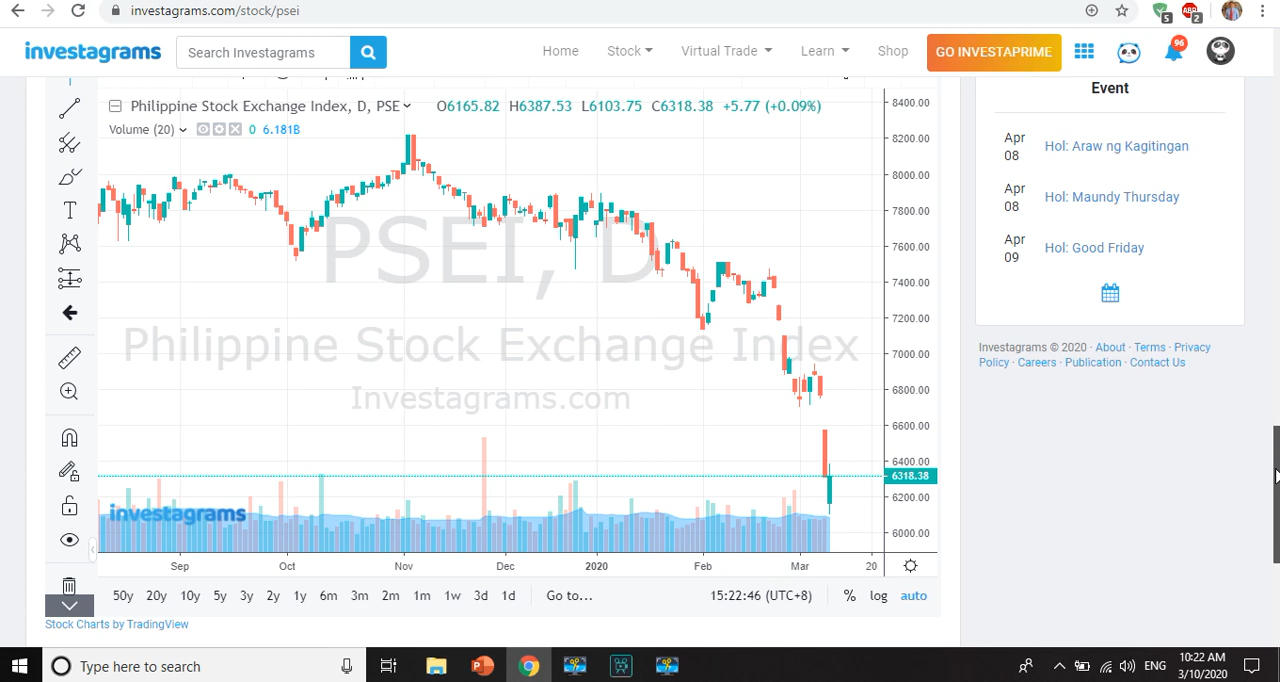 investagrams.com/stock/psei
5
ABP
2
investagrams
Search Investagrams
Home
Stock
Virtual Trade
Learn
Shop
GO INVESTAPRIME
96
Philippine Stock Exchange Index, D, PSE
O6165.82 H6387.53 L6103.75 C6318.38 +5.77 (+0.09%)
Volume (20)
0 6.181B
T
PSEI, D
Philippine Stock Exchange Index
Investagrams.com
investagrams
8400.00
8200.00
8000.00
7800.00
7600.00
7400.00
7200.00
7000.00
6800.00
6600.00
6400.00
6318.38
6200.00
6000.00
Sep Oct Nov Dec 2020 Feb Mar 20
50y 20y 10y 5y 3y 2y 1y 6m 3m 2m 1m 1w 3d 1d Go to... 15:22:46 (UTC+8) % log auto
Stock Charts by TradingView
Event
Apr 08 Hol: Araw ng Kagitingan
Apr 08 Hol: Maundy Thursday
Apr 09 Hol: Good Friday
Investagrams © 2020 · About · Terms · Privacy
Policy · Careers · Publication · Contact Us
Type here to search
ENG
10:22 AM
3/10/2020